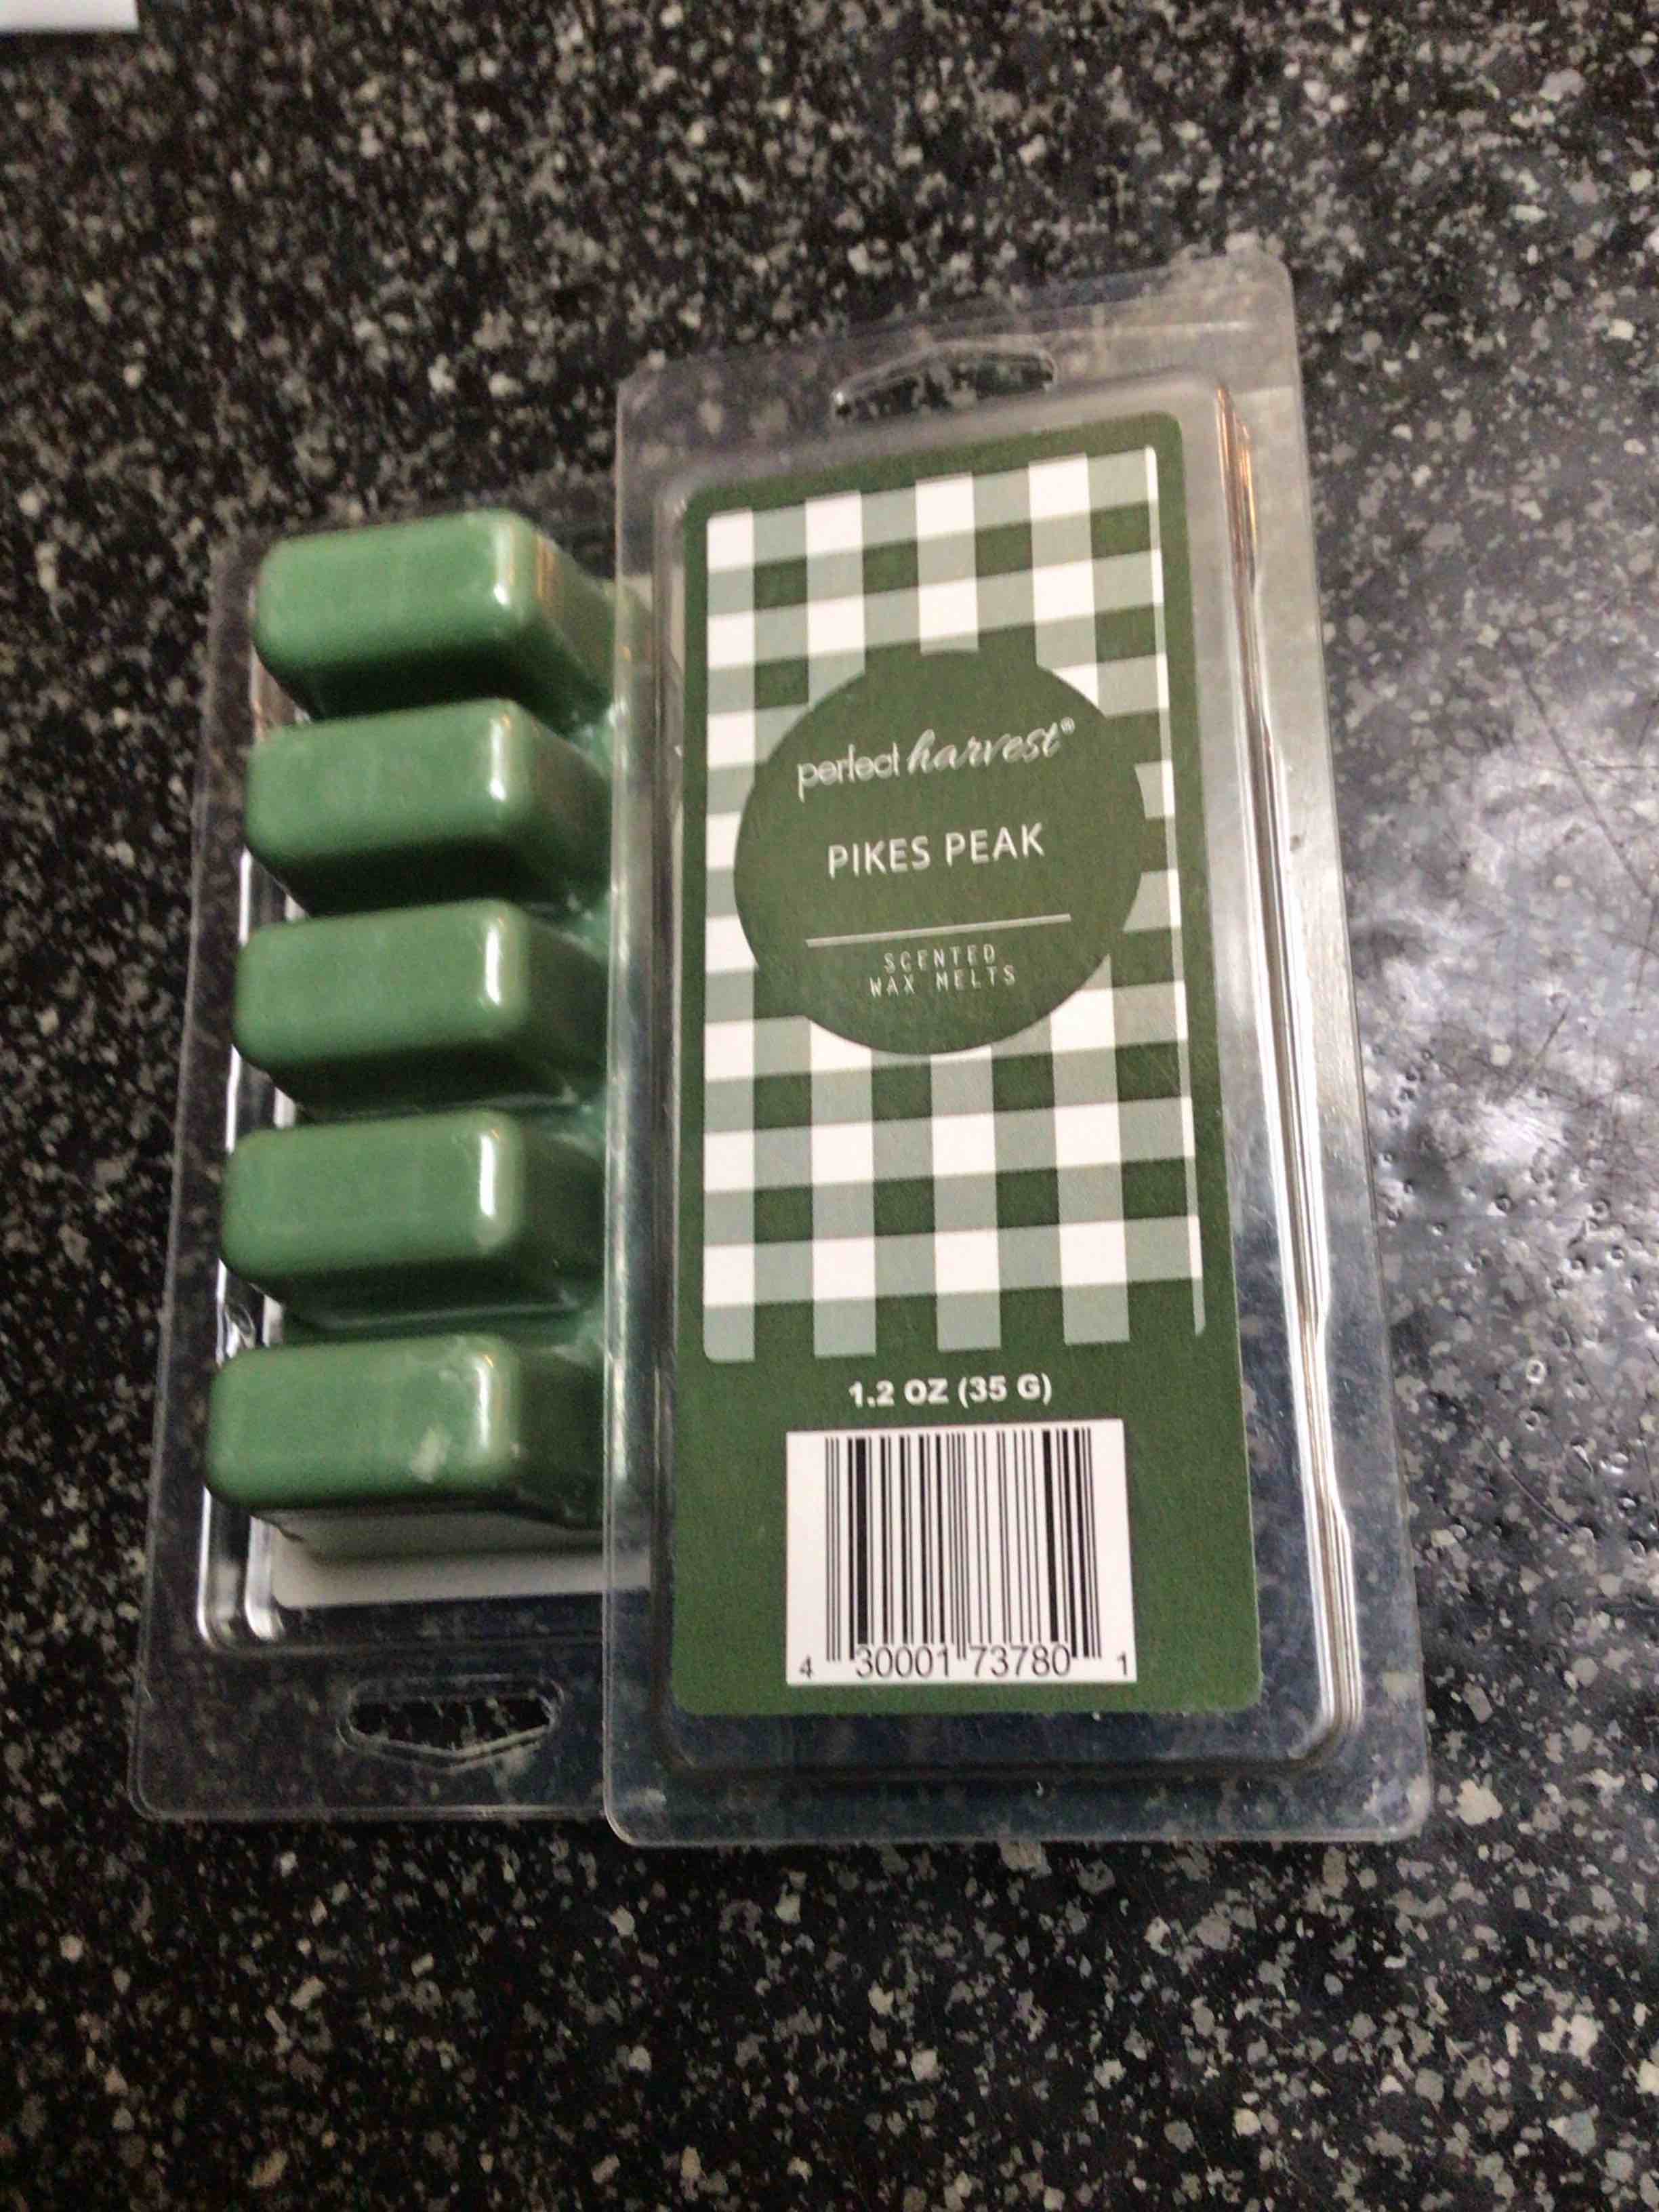 perfect harvest®
PIKES PEAK
SCENTED
WAX MELTS
1.2 OZ (35 G)
4 30001 73780 1